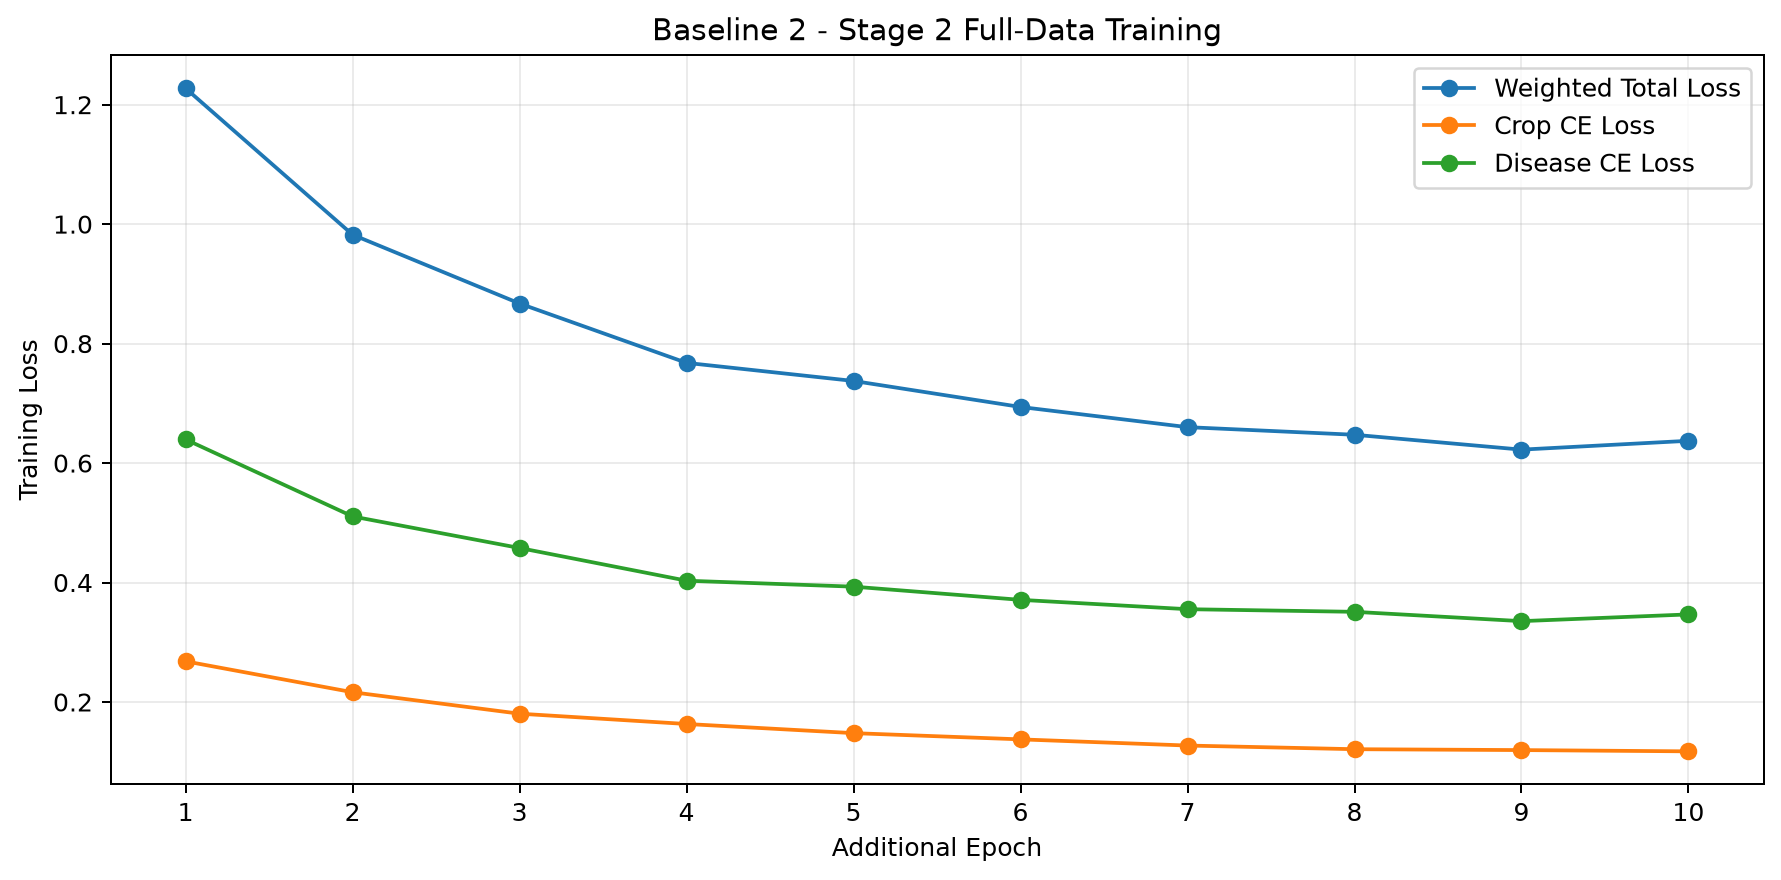 Baseline 2 - Stage 2 Full-Data Training
Weighted Total Loss
Crop CE Loss
Disease CE Loss
Training Loss
1.2
1.0
0.8
0.6
0.4
0.2
1 2 3 4 5 6 7 8 9 10
Additional Epoch